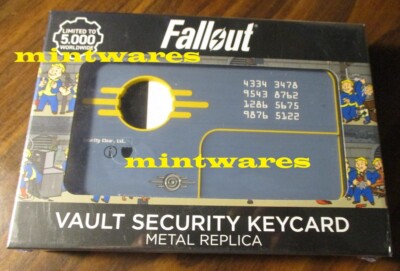 LIMITED TO
5,000
WORLDWIDE
mintwares
Fallout
4334 3478
9543 8762
1286 5675
9876 5122
mintwares
VAULT SECURITY KEYCARD
METAL REPLICA